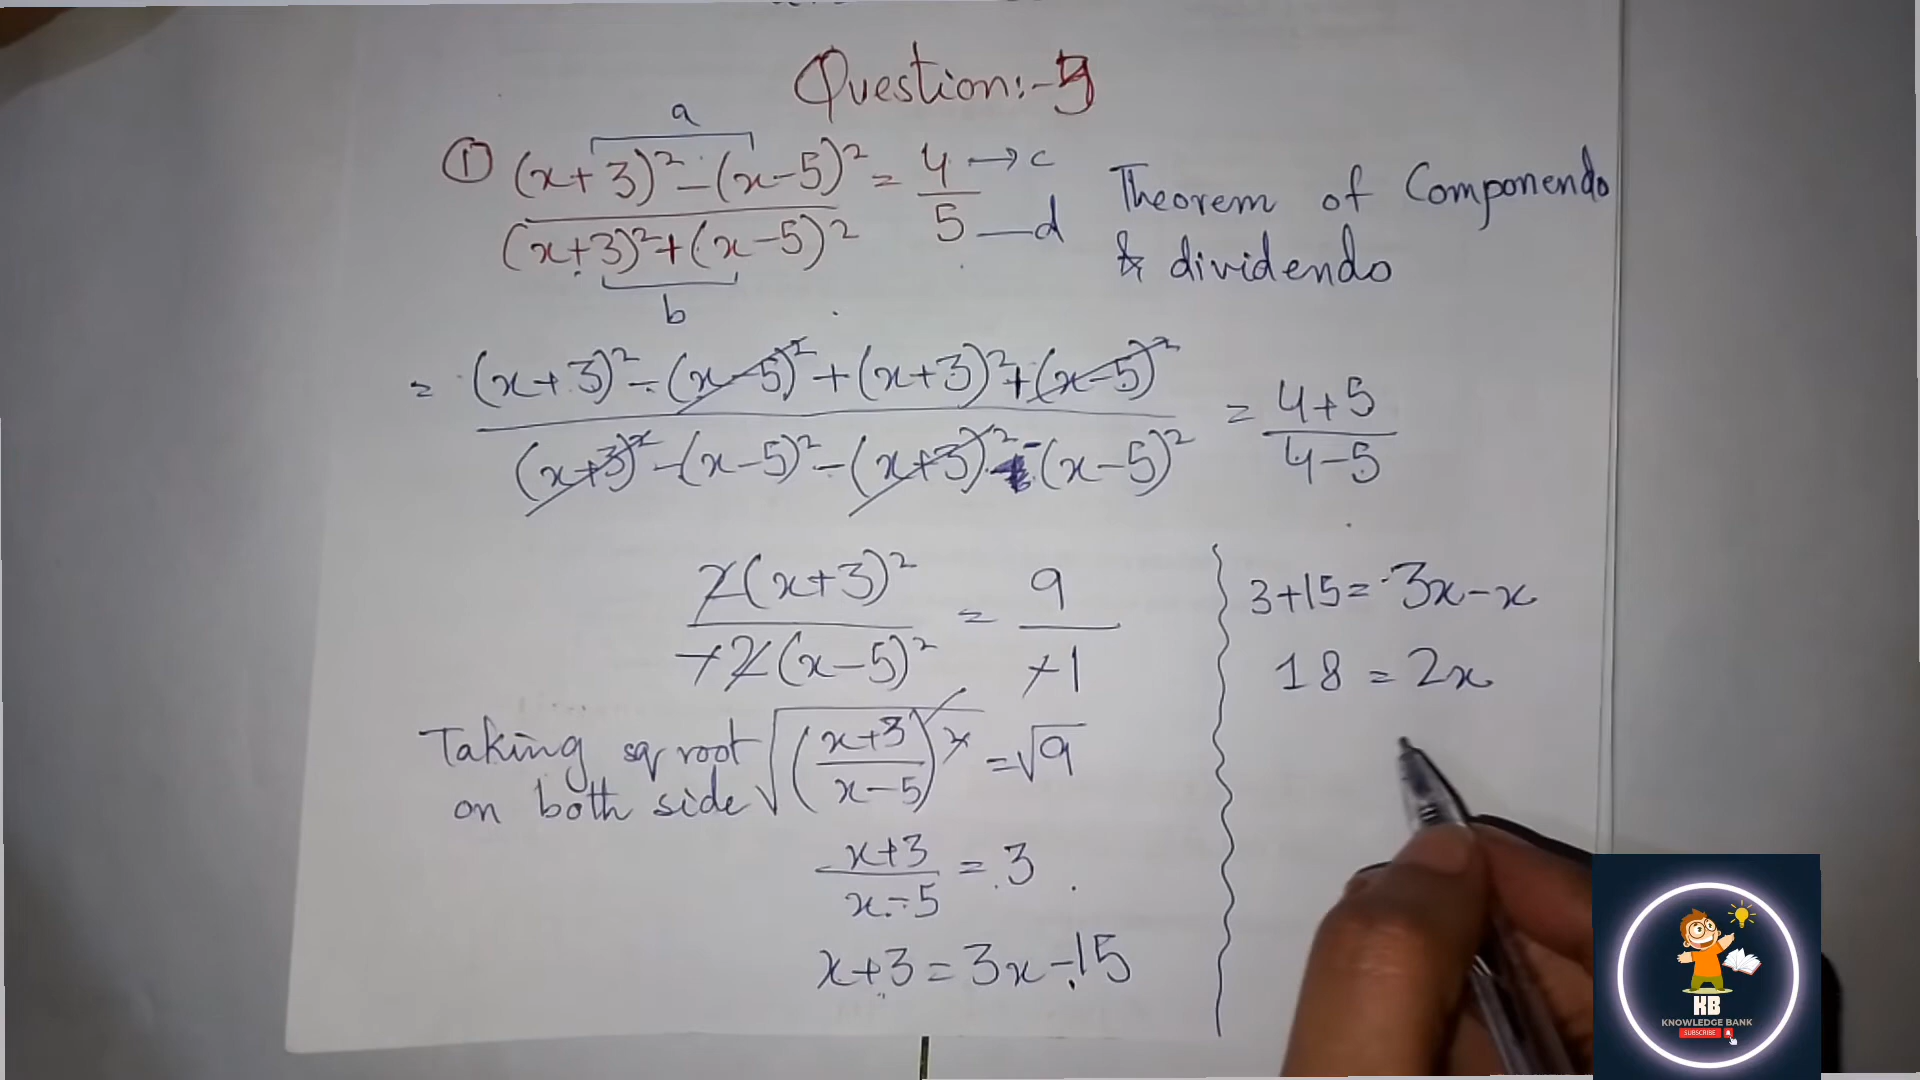 Question:-
a
① (x+3)² - (x-5)² = 4 → c
(x+3)² + (x-5)² 5 — d
b
Theorem of Componendo
& dividendo
= (x+3)² - (x-5)² + (x+3)² + (x-5)² = 4+5
(x+3)² - (x-5)² - (x+3)² - (x-5)² 4-5
2(x+3)² = 9
-2(x-5)² -1
Taking sq root √(x+3/x-5)² = √9
on both side
x+3 = 3
x-5
x+3 = 3x-15
3+15 = 3x-x
18 = 2x
KB
KNOWLEDGE BANK
SUBSCRIBE